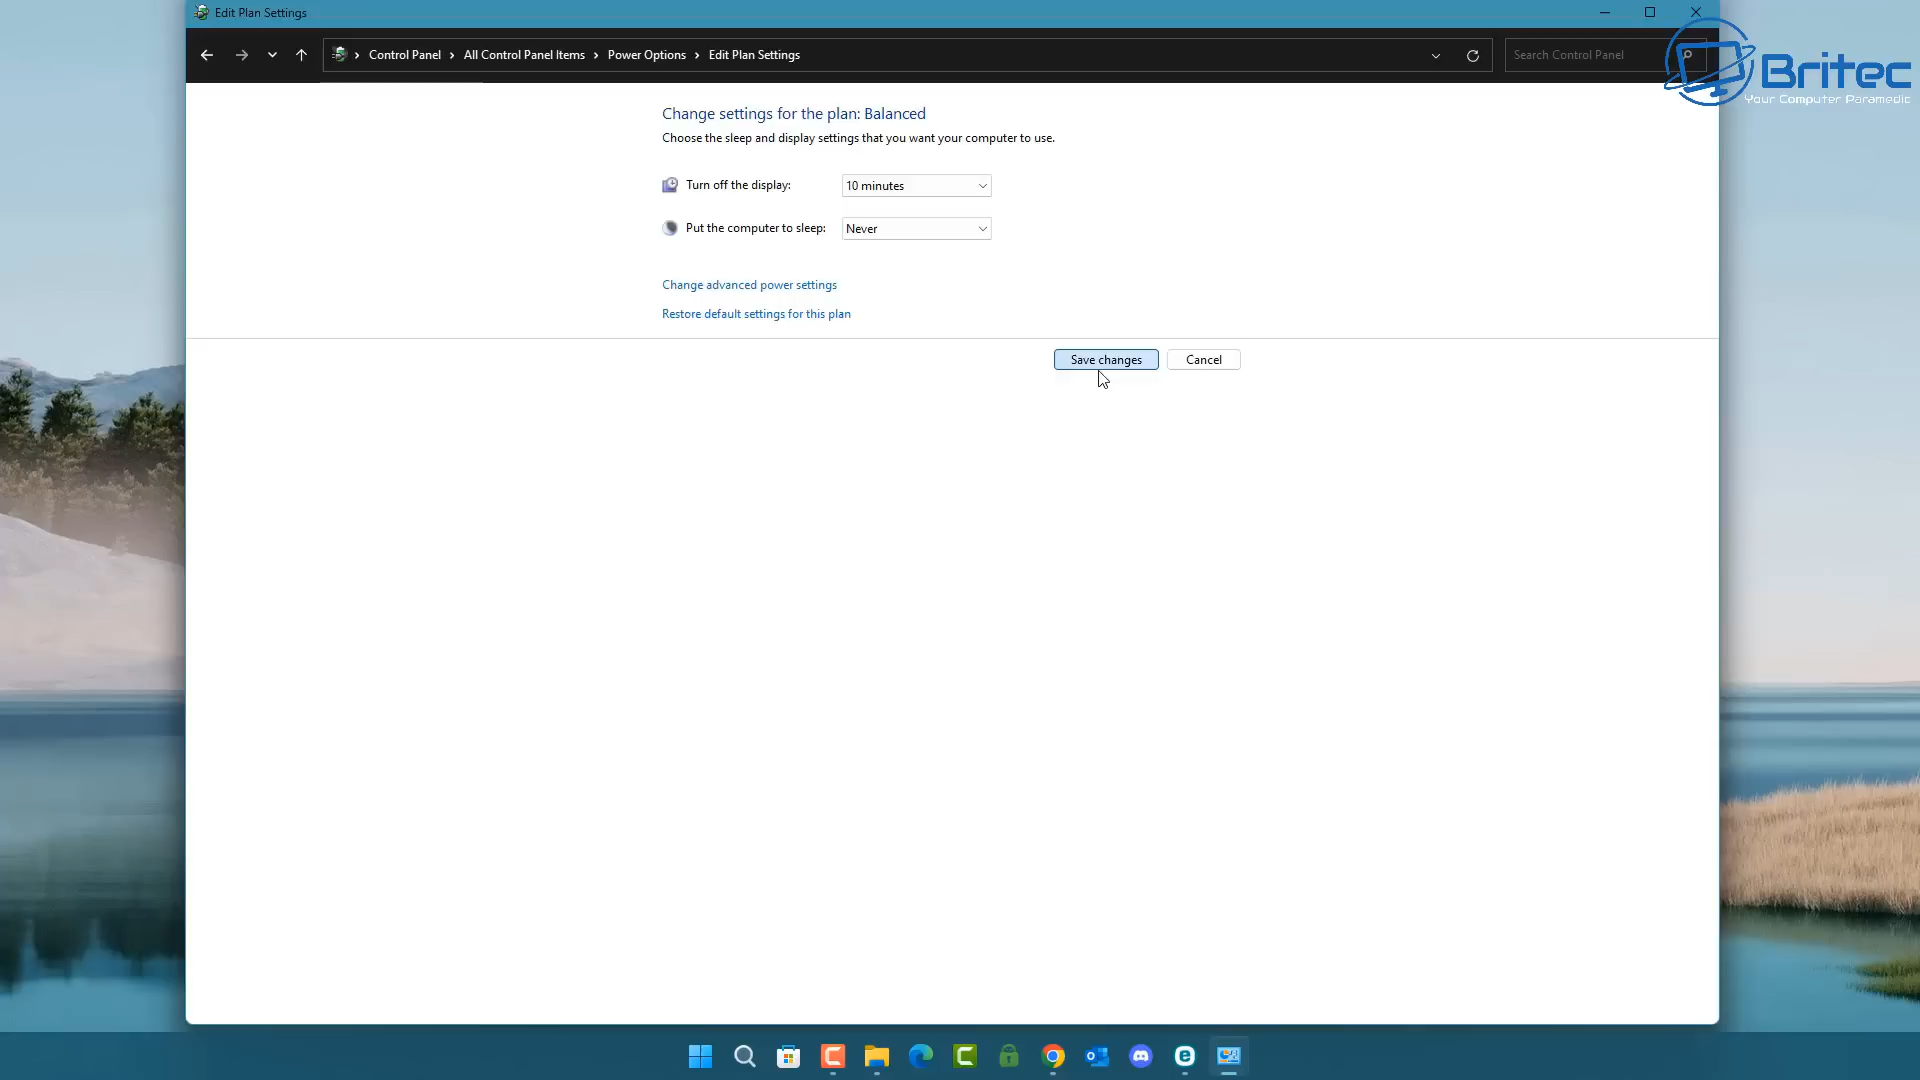 Edit Plan Settings
Control Panel > All Control Panel Items > Power Options > Edit Plan Settings
Search Control Panel
Britec
Your Computer Paramedic
Change settings for the plan: Balanced
Choose the sleep and display settings that you want your computer to use.
Turn off the display: 10 minutes
Put the computer to sleep: Never
Change advanced power settings
Restore default settings for this plan
Save changes Cancel